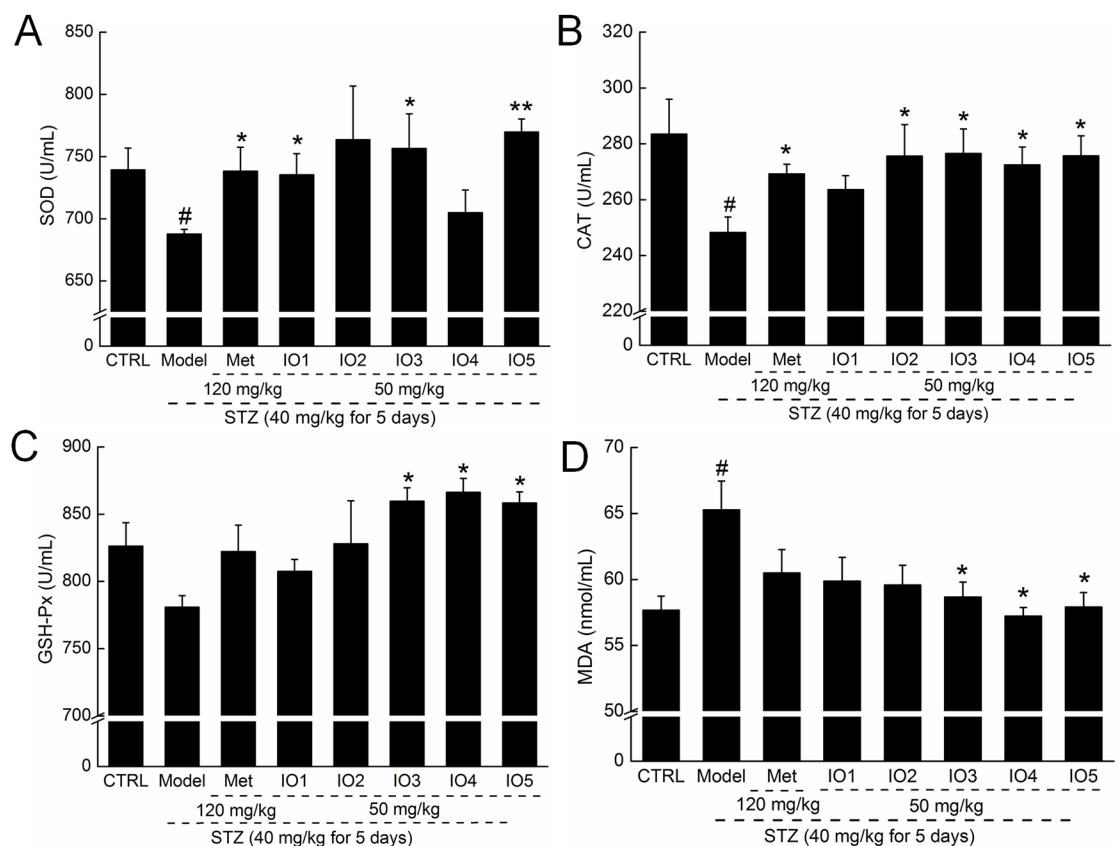 A
SOD (U/mL)
850
800
750
700
650
0
#
*
*
*
**
CTRL Model Met IO1 IO2 IO3 IO4 IO5
120 mg/kg 50 mg/kg
STZ (40 mg/kg for 5 days)
B
CAT (U/mL)
320
300
280
260
240
220
0
#
*
*
*
*
*
CTRL Model Met IO1 IO2 IO3 IO4 IO5
120 mg/kg 50 mg/kg
STZ (40 mg/kg for 5 days)
C
GSH-Px (U/mL)
900
850
800
750
700
0
*
*
*
CTRL Model Met IO1 IO2 IO3 IO4 IO5
120 mg/kg 50 mg/kg
STZ (40 mg/kg for 5 days)
D
MDA (nmol/mL)
70
65
60
55
50
0
#
*
*
*
CTRL Model Met IO1 IO2 IO3 IO4 IO5
120 mg/kg 50 mg/kg
STZ (40 mg/kg for 5 days)